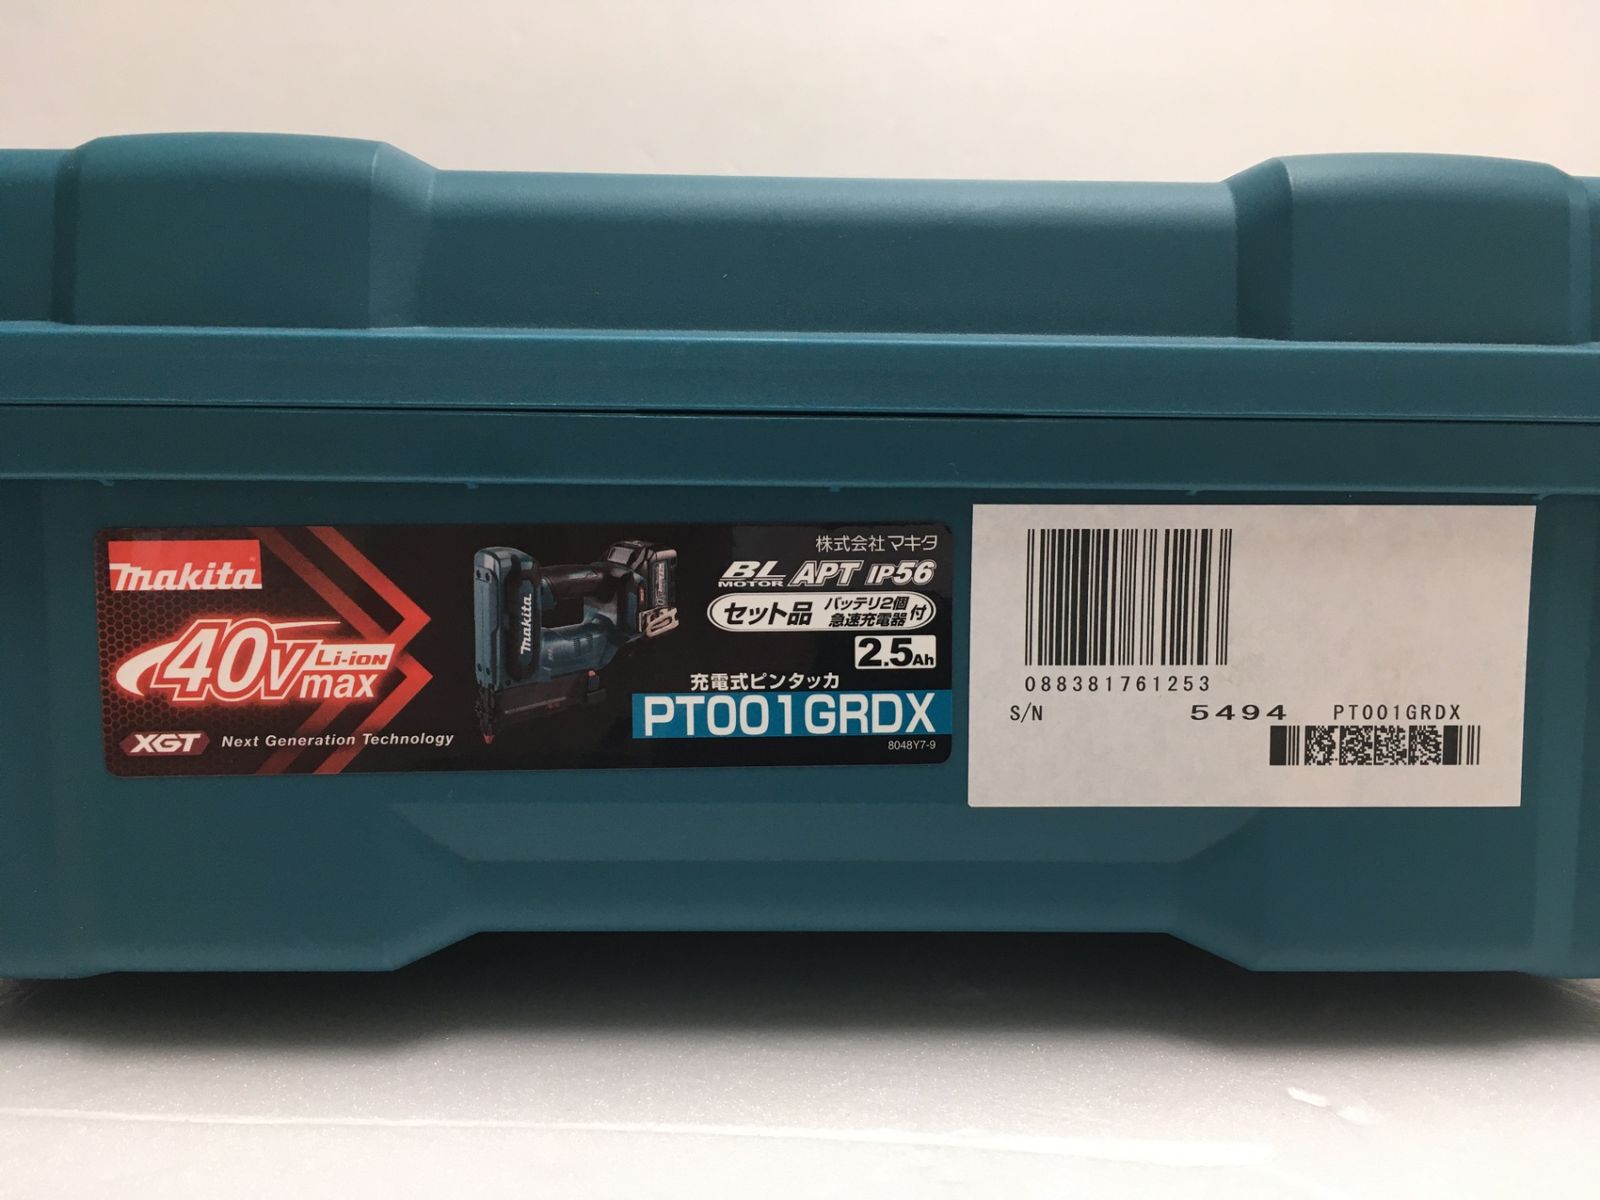 makita
40Vmax
Li-ion
XGT Next Generation Technology
makita
株式会社マキタ
BL MOTOR APT IP56
セット品 バッテリ2個 急速充電器 付
2.5Ah
充電式ピンタッカ
PT001GRDX
8048Y7-9
088381761253
S/N 5494 PT001GRDX